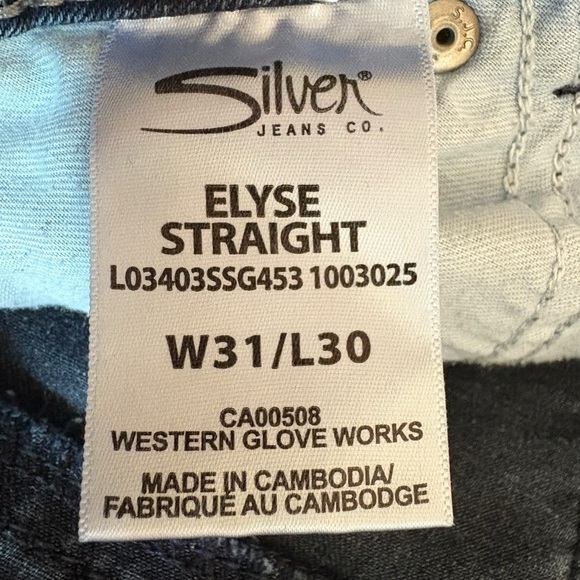 S.J.C
Silver®
JEANS CO.
ELYSE
STRAIGHT
L03403SSG453 1003025
W31/L30
CA00508
WESTERN GLOVE WORKS
MADE IN CAMBODIA/
FABRIQUÉ AU CAMBODGE